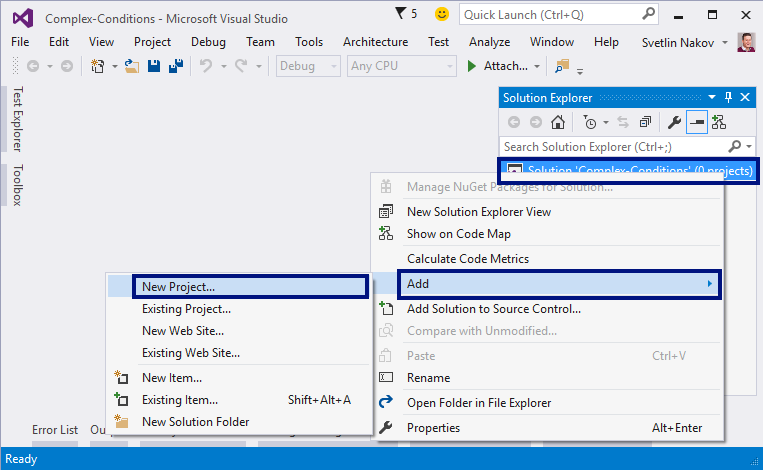 Complex-Conditions - Microsoft Visual Studio
5
Quick Launch (Ctrl+Q)
File Edit View Project Debug Team Tools Architecture Test Analyze Window Help Svetlin Nakov
Debug Any CPU Attach...
Test Explorer
Toolbox
Solution Explorer
Search Solution Explorer (Ctrl+;)
Solution 'Complex-Conditions' (0 projects)
Manage NuGet Packages for Solution...
New Solution Explorer View
Show on Code Map
Calculate Code Metrics
Add
Add Solution to Source Control...
Compare with Unmodified...
Paste Ctrl+V
Rename
Open Folder in File Explorer
Properties Alt+Enter
New Project...
Existing Project...
New Web Site...
Existing Web Site...
New Item...
Existing Item... Shift+Alt+A
New Solution Folder
Error List
Ready